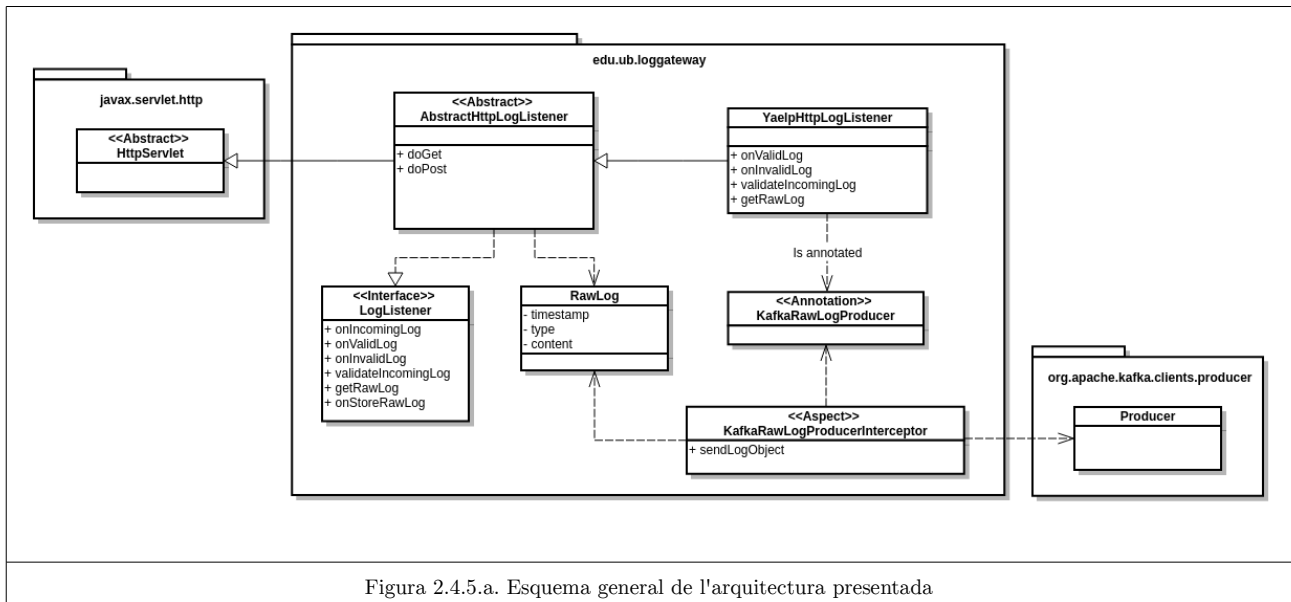 edu.ub.loggateway
javax.servlet.http
<<Abstract>>
HttpServlet
<<Abstract>>
AbstractHttpLogListener
+ doGet
+ doPost
YaelpHttpLogListener
+ onValidLog
+ onInvalidLog
+ validateIncomingLog
+ getRawLog
Is annotated
<<Interface>>
LogListener
+ onIncomingLog
+ onValidLog
+ onInvalidLog
+ validateIncomingLog
+ getRawLog
+ onStoreRawLog
RawLog
- timestamp
- type
- content
<<Annotation>>
KafkaRawLogProducer
<<Aspect>>
KafkaRawLogProducerInterceptor
+ sendLogObject
org.apache.kafka.clients.producer
Producer
Figura 2.4.5.a. Esquema general de l'arquitectura presentada